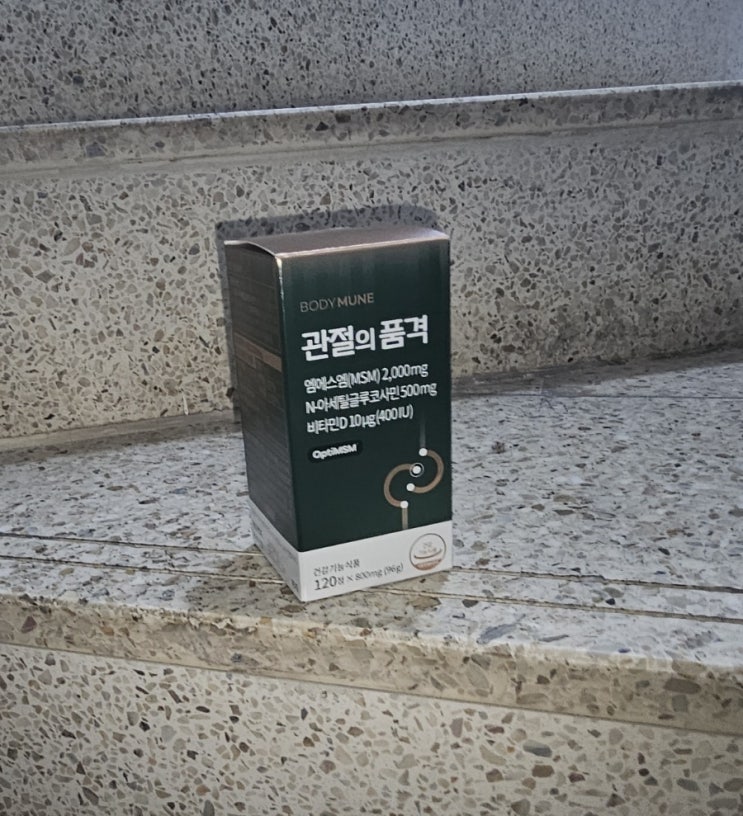 BODYMUNE
관절의 품격
엠에스엠(MSM) 2,000mg
N-아세틸글루코사민 500mg
비타민D 10㎍(400IU)
OptiMSM
건강기능식품
120정 × 800mg (96g)